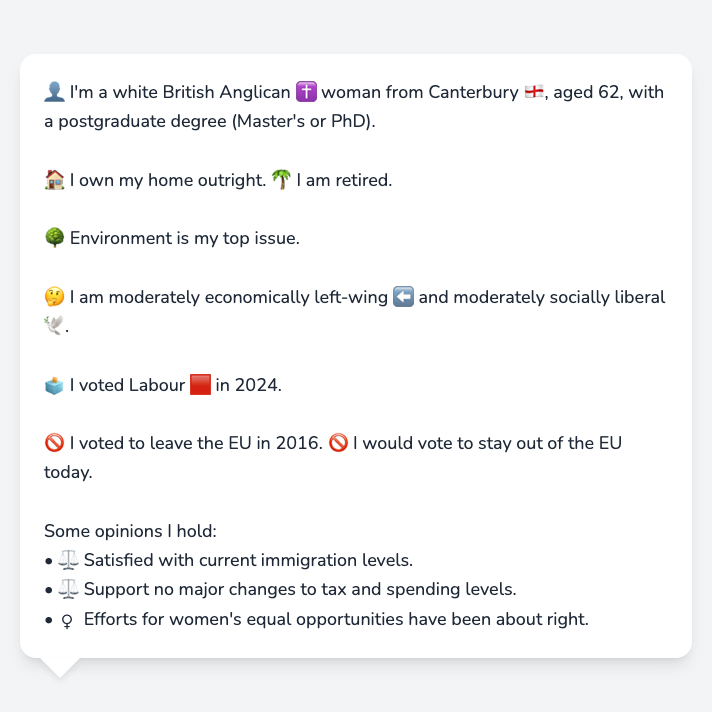 👤 I'm a white British Anglican ✝️ woman from Canterbury 🏴󠁧󠁢󠁥󠁮󠁧󠁿, aged 62, with
a postgraduate degree (Master's or PhD).
🏠 I own my home outright. 🌴 I am retired.
🌳 Environment is my top issue.
🤔 I am moderately economically left-wing ⬅️ and moderately socially liberal
🕊️.
🗳️ I voted Labour 🟥 in 2024.
🚫 I voted to leave the EU in 2016. 🚫 I would vote to stay out of the EU
today.
Some opinions I hold:
• ⚖️ Satisfied with current immigration levels.
• ⚖️ Support no major changes to tax and spending levels.
• ♀ Efforts for women's equal opportunities have been about right.